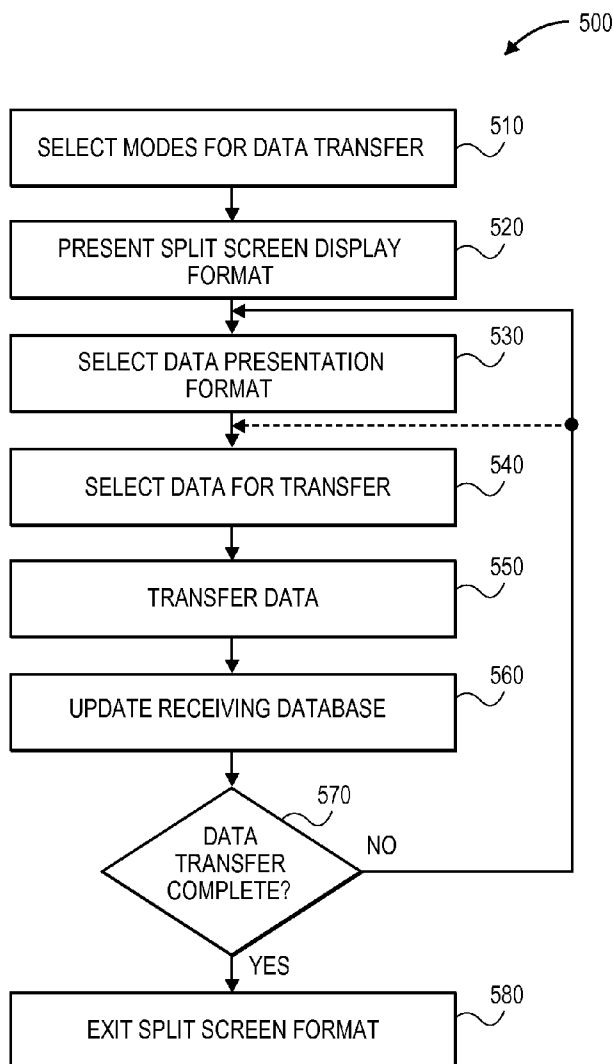 500
SELECT MODES FOR DATA TRANSFER
510
PRESENT SPLIT SCREEN DISPLAY
FORMAT
520
SELECT DATA PRESENTATION
FORMAT
530
SELECT DATA FOR TRANSFER
540
TRANSFER DATA
550
UPDATE RECEIVING DATABASE
560
DATA
TRANSFER
COMPLETE?
570
NO
YES
EXIT SPLIT SCREEN FORMAT
580